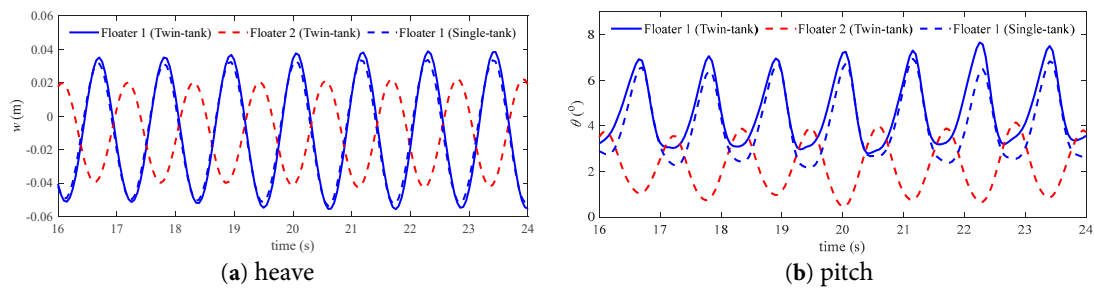 Floater 1 (Twin-tank) Floater 2 (Twin-tank) Floater 1 (Single-tank)
0.06
0.04
0.02
0
-0.02
-0.04
-0.06
w (m)
16 17 18 19 20 21 22 23 24
time (s)
(a) heave
Floater 1 (Twin-tank) Floater 2 (Twin-tank) Floater 1 (Single-tank)
8
6
4
2
0
θ (⁰)
16 17 18 19 20 21 22 23 24
time (s)
(b) pitch